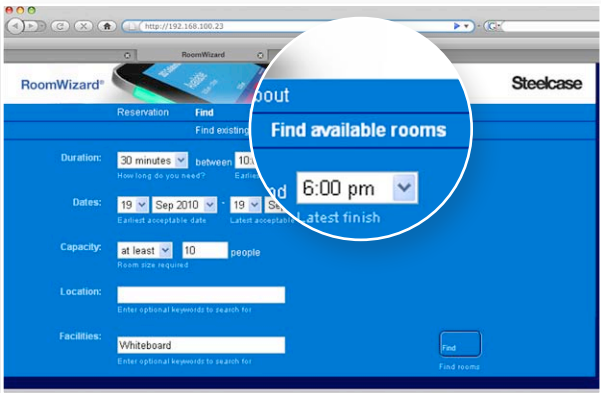 http://192.168.100.23
RoomWizard
RoomWizard®
Steelcase
bout
Reservation Find
Find existing
Find available rooms
Duration: 30 minutes between 10:
How long do you need? Earlies
nd 6:00 pm
Latest finish
Dates: 19 Sep 2010 - 19 Se
Earliest acceptable date Latest acceptable
Capacity: at least 10 people
Room size required
Location:
Enter optional keywords to search for
Facilities: Whiteboard
Enter optional keywords to search for
Find
Find rooms